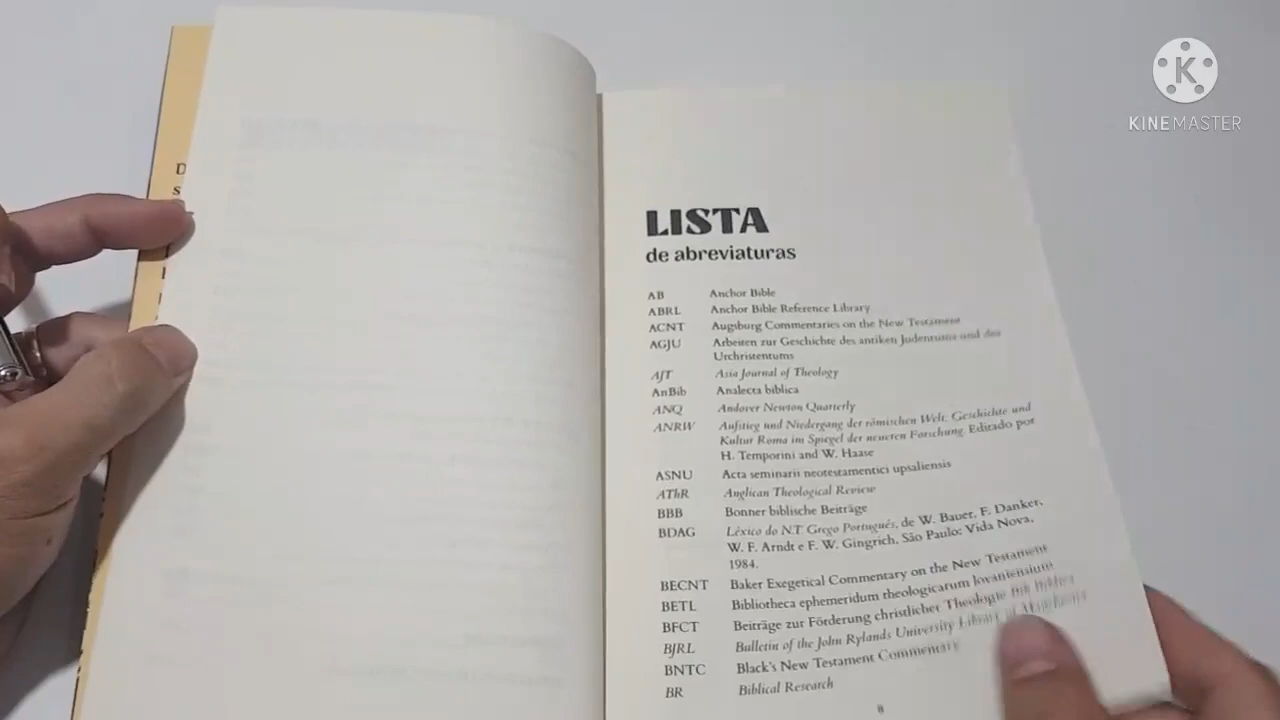 KINEMASTER
LISTA
de abreviaturas
AB Anchor Bible
ABRL Anchor Bible Reference Library
ACNT Augsburg Commentaries on the New Testament
AGJU Arbeiten zur Geschichte des antiken Judentums und des
Urchristentums
AJT Asia Journal of Theology
AnBib Analecta biblica
ANQ Andover Newton Quarterly
ANRW Aufstieg und Niedergang der römischen Welt: Geschichte und
Kultur Roms im Spiegel der neueren Forschung. Editado por
H. Temporini and W. Haase
ASNU Acta seminarii neotestamentici upsaliensis
AThR Anglican Theological Review
BBB Bonner biblische Beiträge
BDAG Léxico do N.T. Grego Português, de W. Bauer, F. Danker,
W. F. Arndt e F. W. Gingrich, São Paulo: Vida Nova,
1984.
BECNT Baker Exegetical Commentary on the New Testament
BETL Bibliotheca ephemeridum theologicarum lovaniensium
BFCT Beiträge zur Förderung christlicher Theologie
BJRL Bulletin of the John Rylands University Library of Manchester
BNTC Black's New Testament Commentary
BR Biblical Research
8